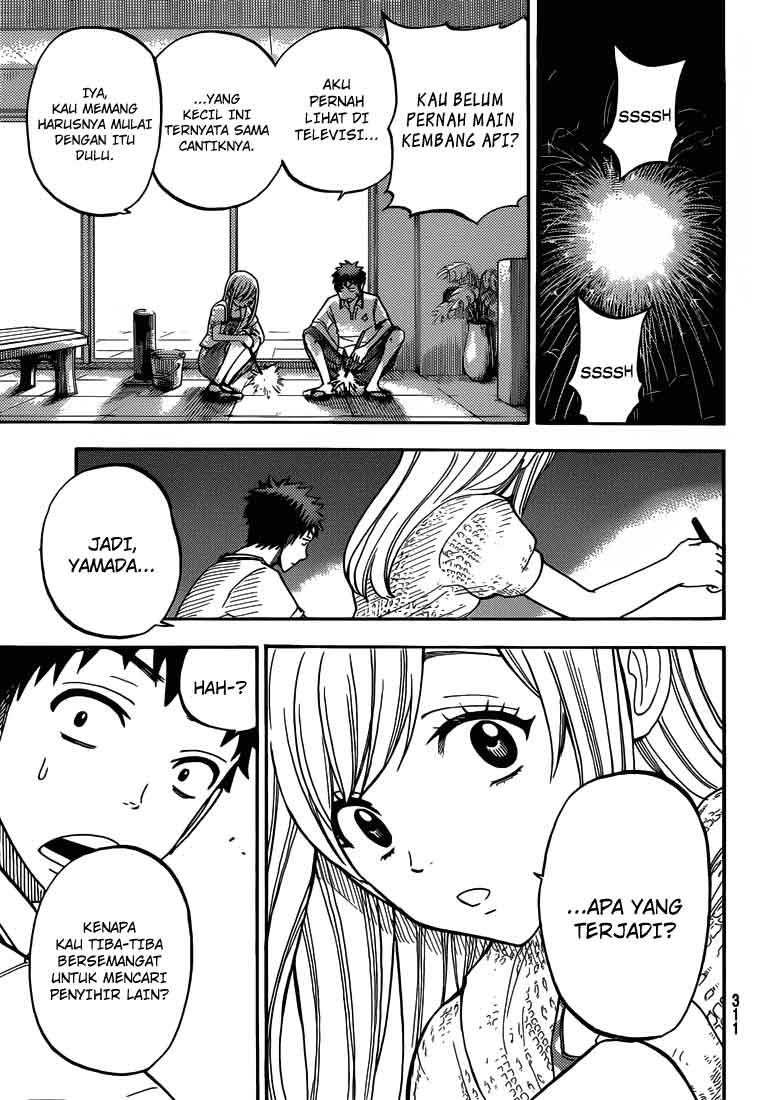 SSSSH
SSSSH
KAU BELUM
PERNAH MAIN
KEMBANG API?
AKU
PERNAH
LIHAT DI
TELEVISI...
...YANG
KECIL INI
TERNYATA SAMA
CANTIKNYA.
IYA,
KAU MEMANG
HARUSNYA MULAI
DENGAN ITU
DULU.
JADI,
YAMADA...
...APA YANG
TERJADI?
HAH-?
KENAPA
KAU TIBA-TIBA
BERSEMANGAT
UNTUK MENCARI
PENYIHIR LAIN?
311